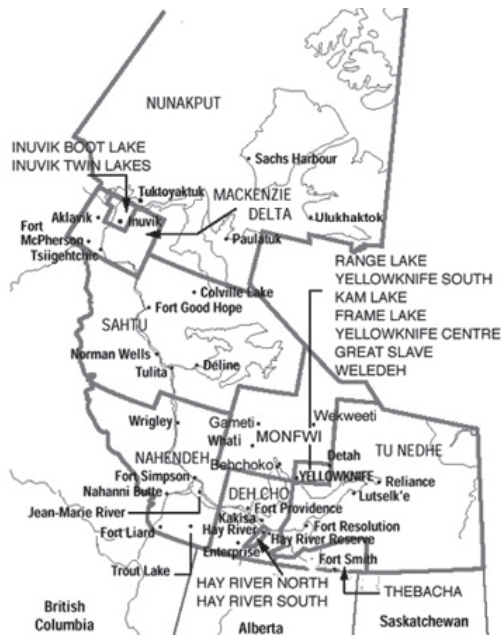 NUNAKPUT
INUVIK BOOT LAKE
INUVIK TWIN LAKES
Sachs Harbour
Tuktoyaktuk
MACKENZIE
DELTA
Aklavik
Inuvik
Ulukhaktok
Fort
McPherson
Tsiigehtchic
Paulatuk
RANGE LAKE
YELLOWKNIFE SOUTH
KAM LAKE
FRAME LAKE
YELLOWKNIFE CENTRE
GREAT SLAVE
WELEDEH
Colville Lake
Fort Good Hope
SAHTU
Norman Wells
Tulita
Déline
Wrigley
Gameti
Wekweeti
Whati
MONFWI
TU NEDHE
Detah
NAHENDEH
Behchoko
Fort Simpson
YELLOWKNIFE
Reliance
Nahanni Butte
DEH CHO
Lutselk'e
Jean-Marie River
Fort Providence
Kakisa
Fort Liard
Hay River
Fort Resolution
Hay River Reserve
Enterprise
Fort Smith
Trout Lake
HAY RIVER NORTH
HAY RIVER SOUTH
THEBACHA
British
Columbia
Alberta
Saskatchewan